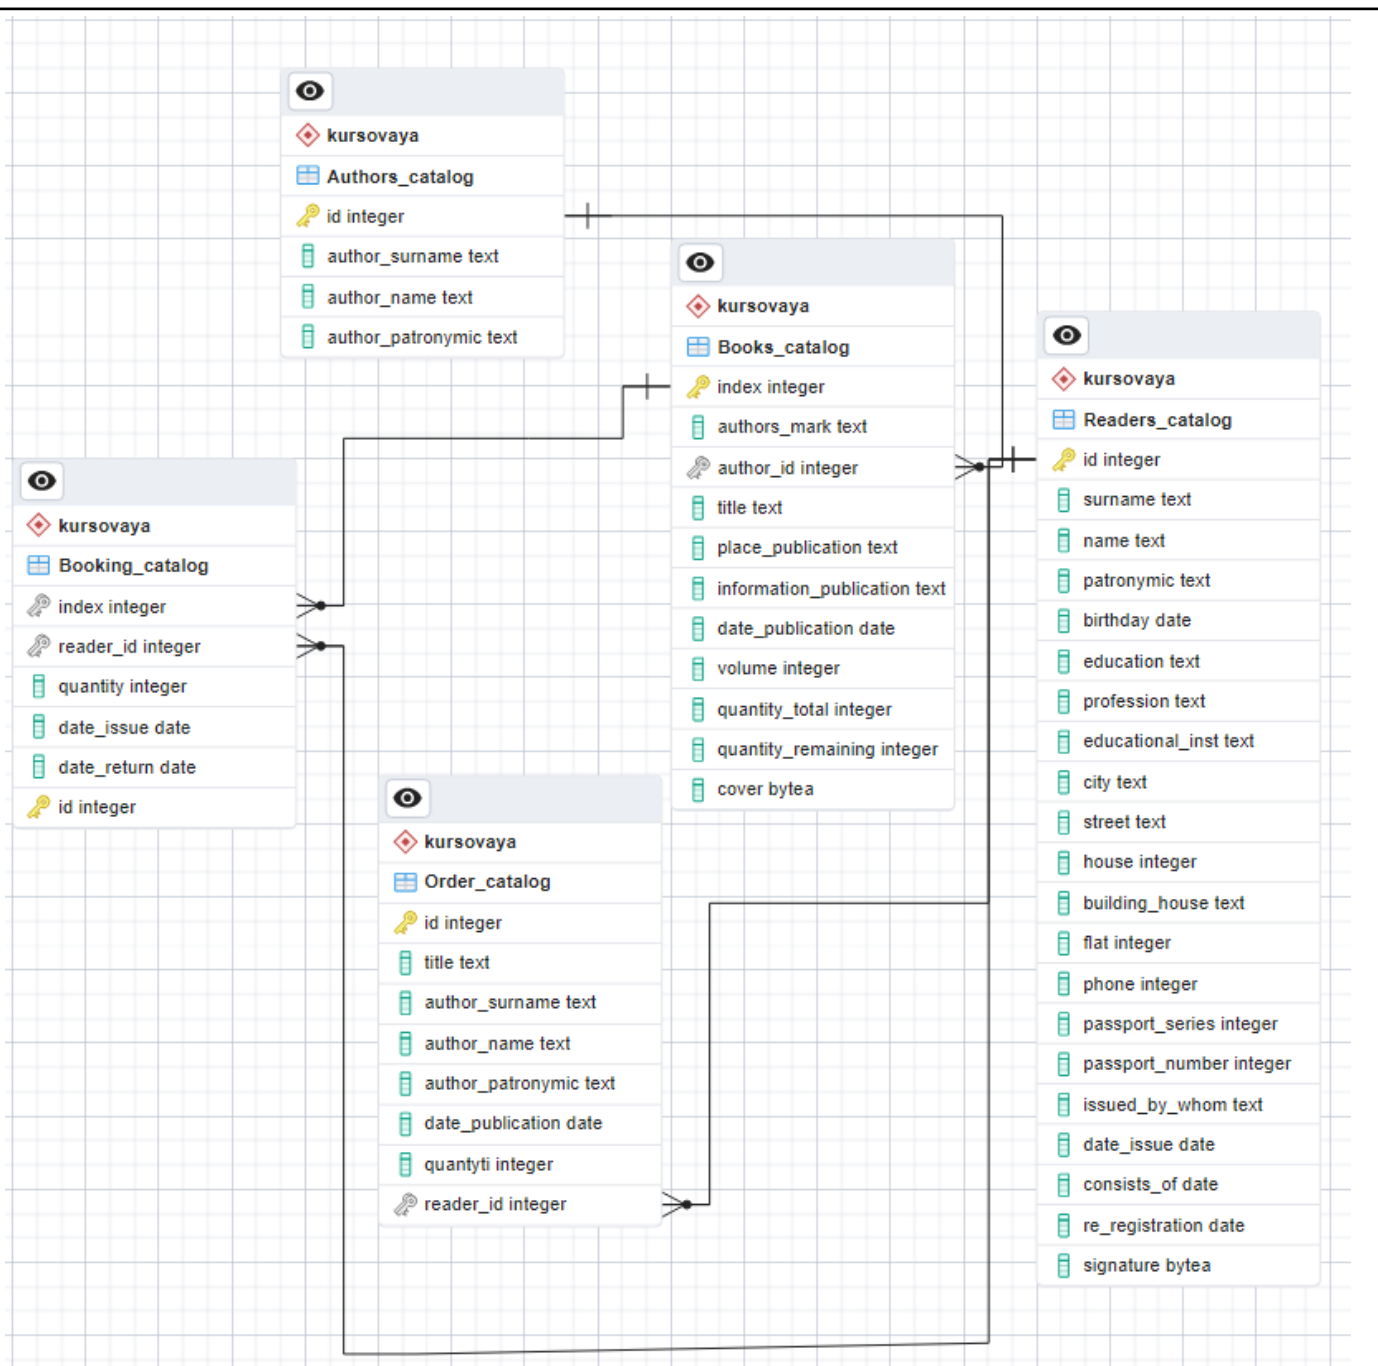 kursovaya
Authors_catalog
id integer
author_surname text
author_name text
author_patronymic text
kursovaya
Books_catalog
index integer
authors_mark text
author_id integer
title text
place_publication text
information_publication text
date_publication date
volume integer
quantity_total integer
quantity_remaining integer
cover bytea
kursovaya
Readers_catalog
id integer
surname text
name text
patronymic text
birthday date
education text
profession text
educational_inst text
city text
street text
house integer
building_house text
flat integer
phone integer
passport_series integer
passport_number integer
issued_by_whom text
date_issue date
consists_of date
re_registration date
signature bytea
kursovaya
Booking_catalog
index integer
reader_id integer
quantity integer
date_issue date
date_return date
id integer
kursovaya
Order_catalog
id integer
title text
author_surname text
author_name text
author_patronymic text
date_publication date
quantyti integer
reader_id integer